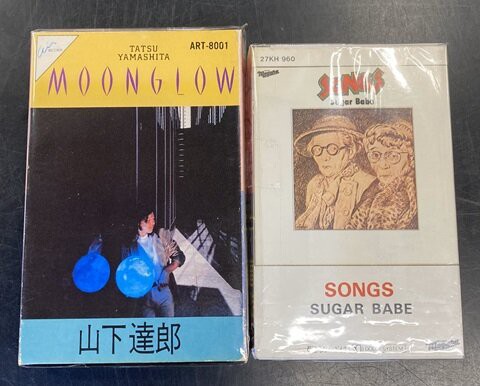 TATSU
YAMASHITA
ART-8001
MOONGLOW
山下達郎
27KH 960
SONGS
Sugar Babe
SONGS
SUGAR BABE